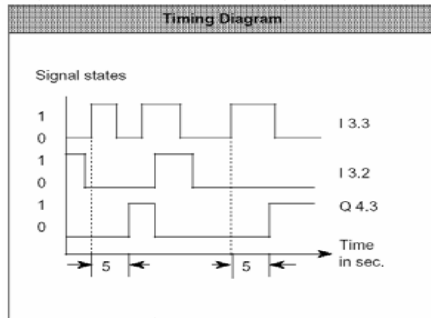 Timing Diagram
Signal states
1
0
I 3.3
1
0
I 3.2
1
0
Q 4.3
5
5
Time
in sec.